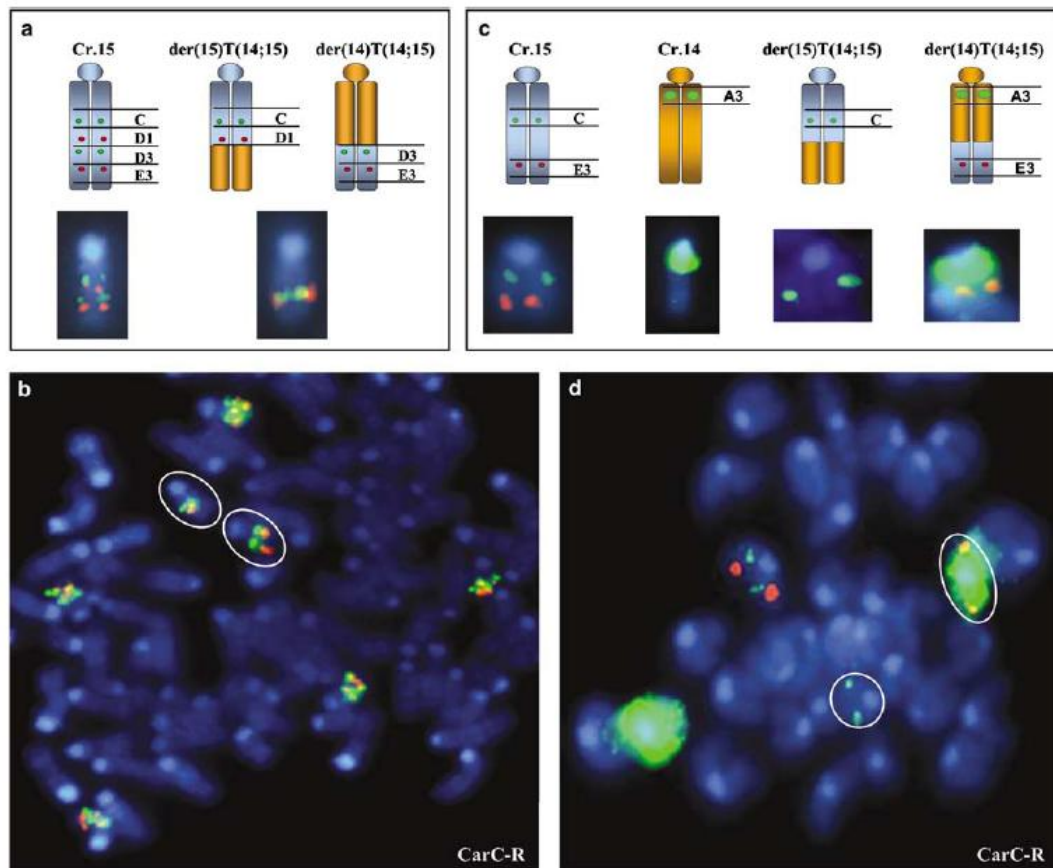 a
Cr.15 der(15)T(14;15) der(14)T(14;15)
C C
D1 D1
D3 D3
E3 E3
c
Cr.15 Cr.14 der(15)T(14;15) der(14)T(14;15)
A3 A3
C C
E3 E3
b
CarC-R
d
CarC-R